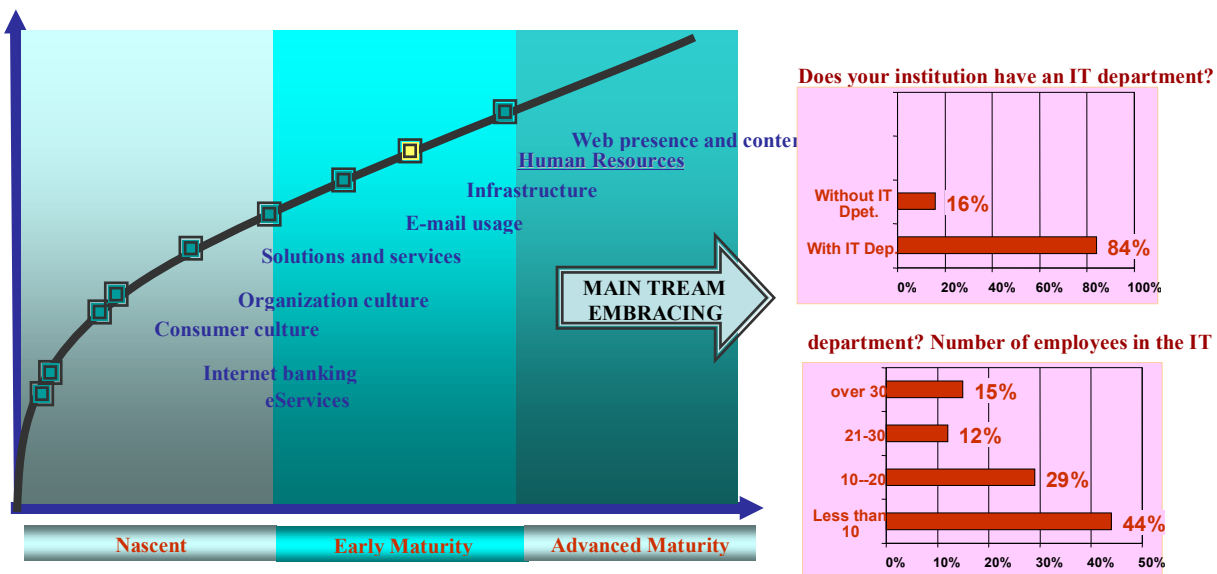 Web presence and conten
Human Resources
Infrastructure
E-mail usage
Solutions and services
Organization culture
Consumer culture
Internet banking
eServices
MAIN TREAM
EMBRACING
Nascent
Early Maturity
Advanced Maturity
Does your institution have an IT department?
Without IT
Dpet.
16%
With IT Dep.
84%
0% 20% 40% 60% 80% 100%
department? Number of employees in the IT
over 30
15%
21-30
12%
10--20
29%
Less than
10
44%
0% 10% 20% 30% 40% 50%